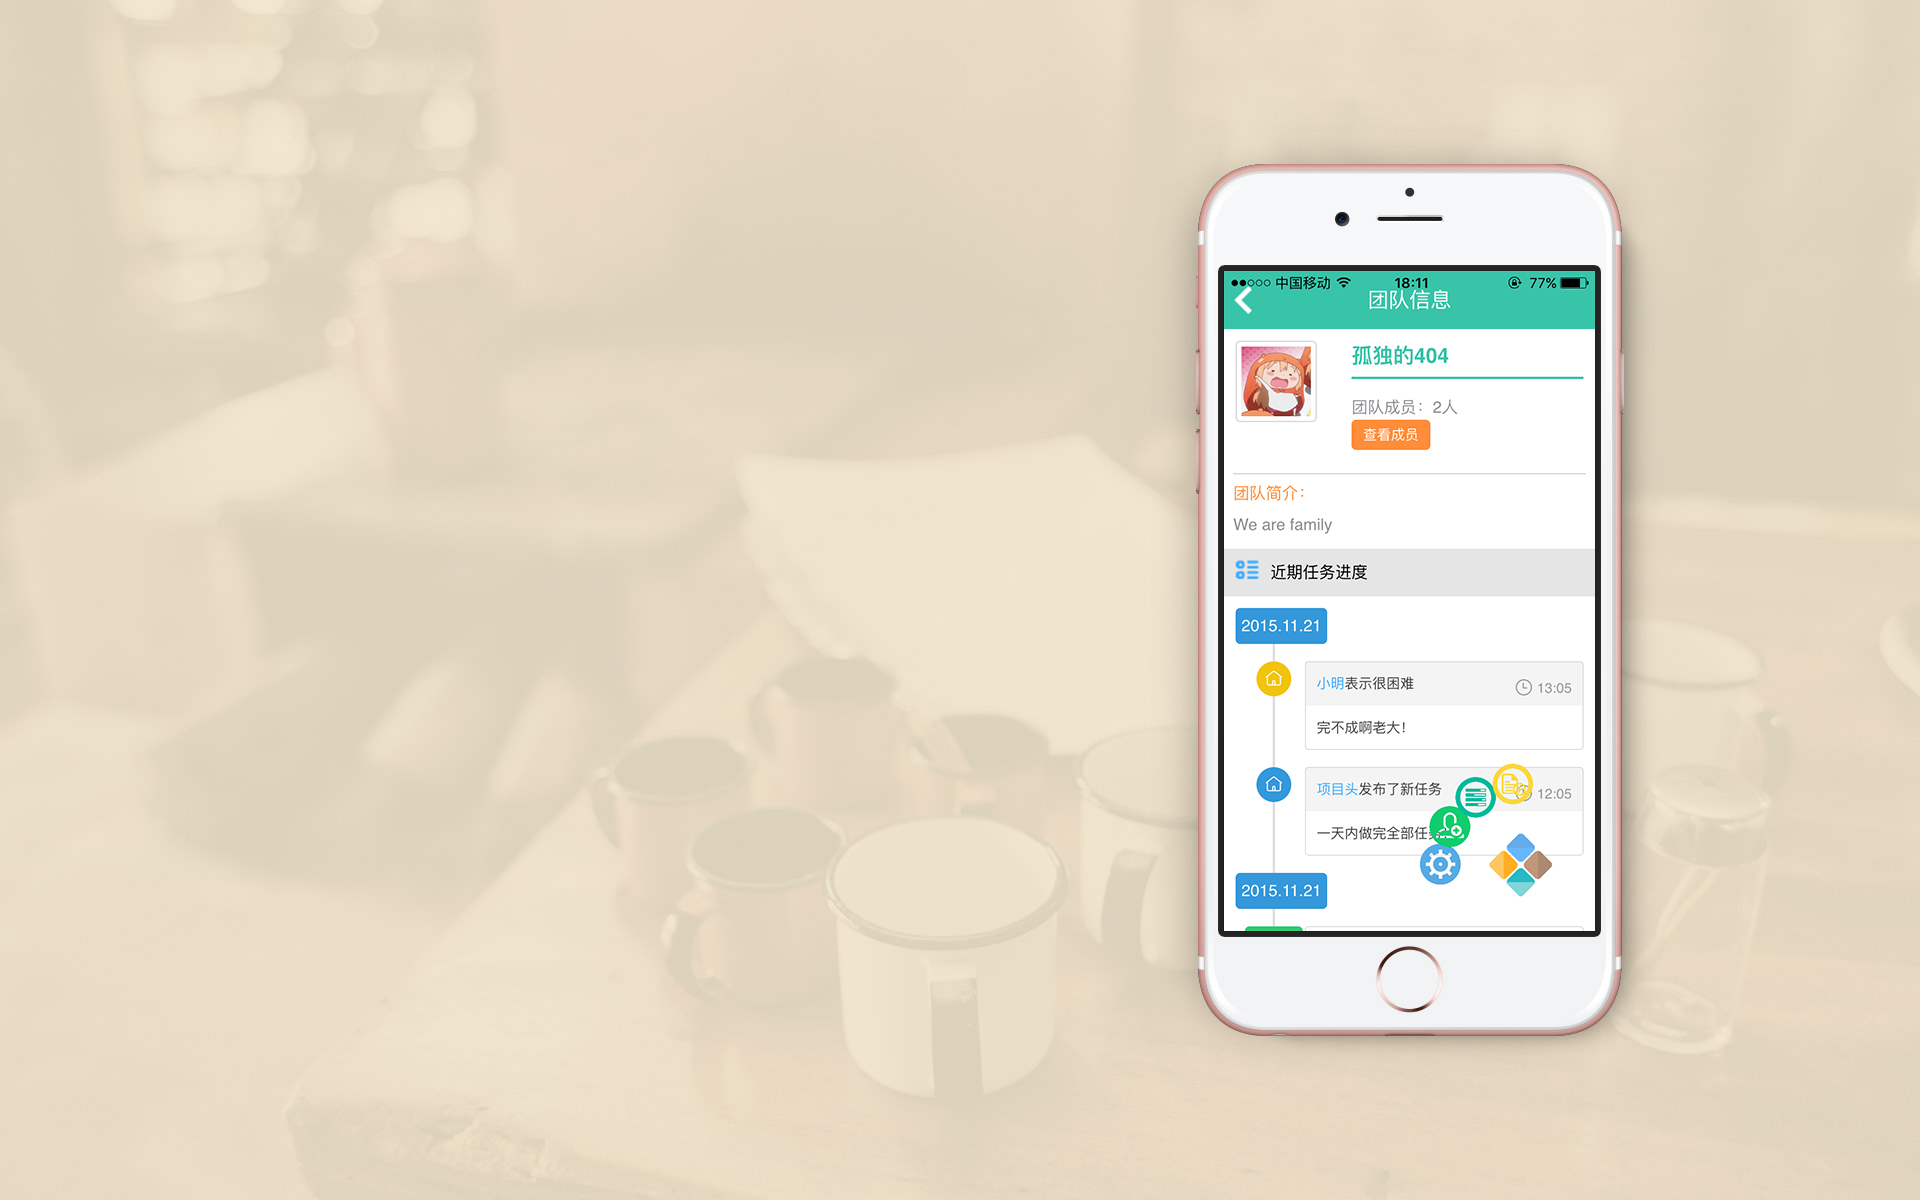 中国移动 18:11 77%
团队信息
孤独的404
团队成员：2人
查看成员
团队简介：
We are family
近期任务进度
2015.11.21
小明表示很困难 13:05
完不成啊老大！
项目头发布了新任务 12:05
一天内做完全部任
2015.11.21